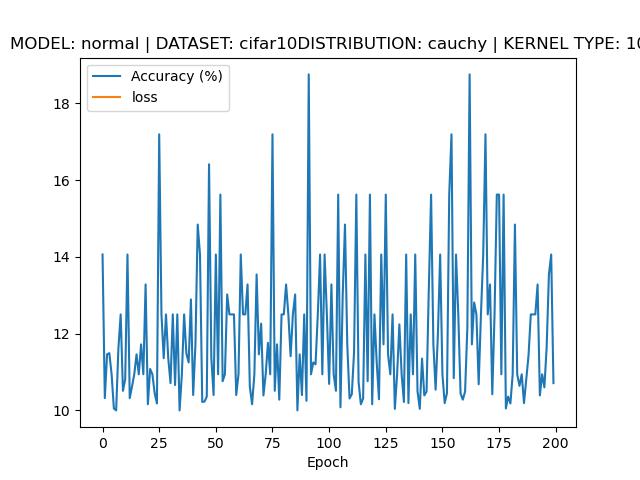 MODEL: normal | DATASET: cifar10DISTRIBUTION: cauchy | KERNEL TYPE: 10
Accuracy (%)
loss
18
16
14
12
10
0 25 50 75 100 125 150 175 200
Epoch